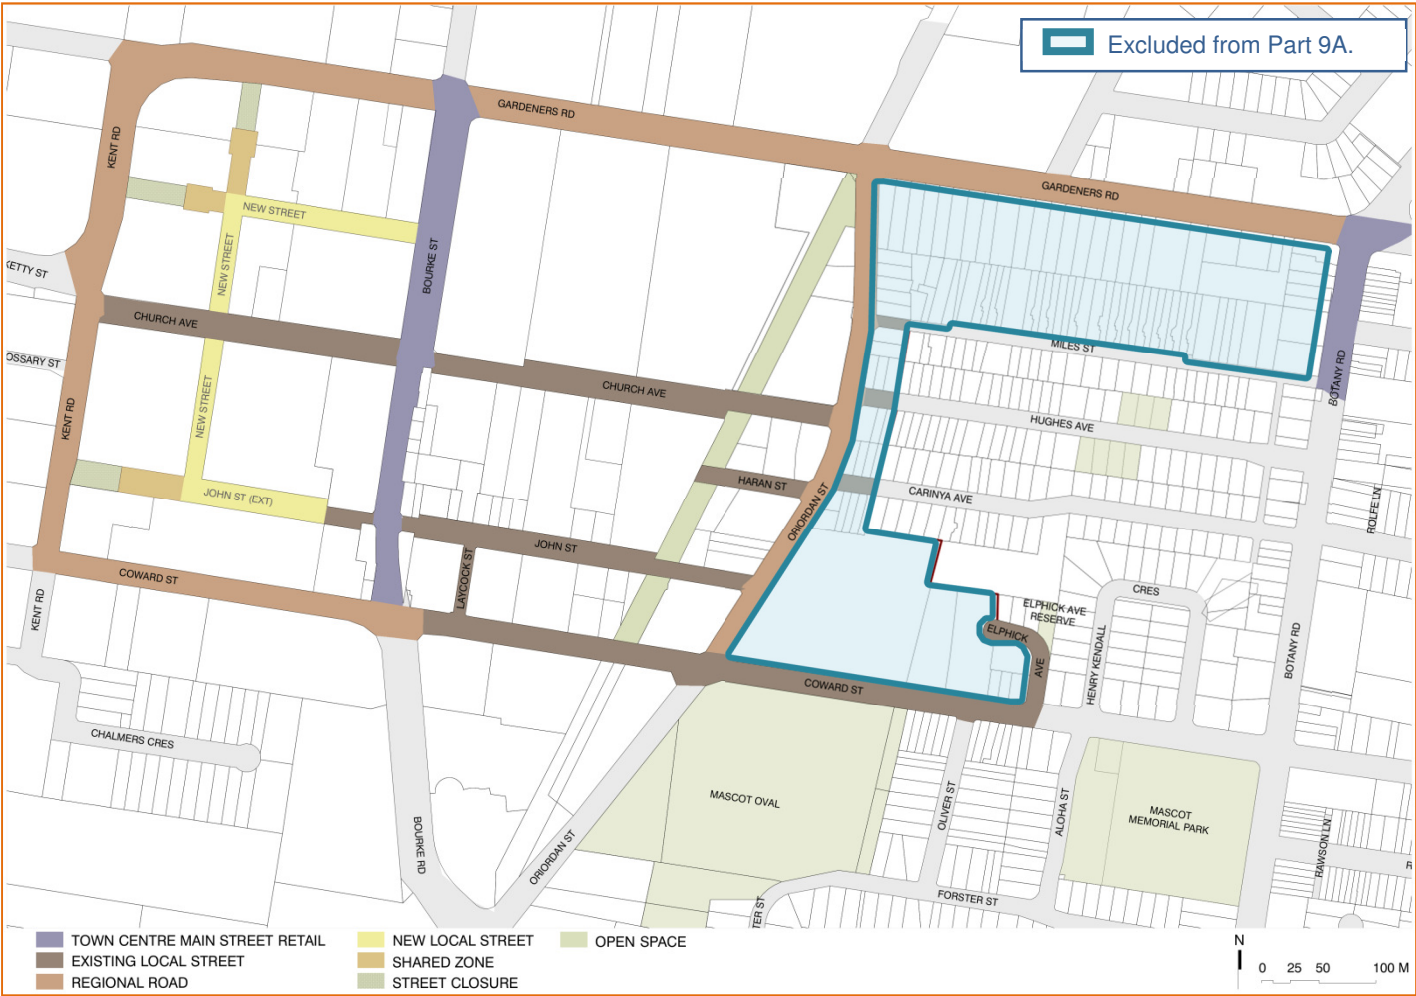 Excluded from Part 9A.
GARDENERS RD
KENT RD
GARDENERS RD
NEW STREET
BOURKE ST
NEW STREET
KETTY ST
CHURCH AVE
MILES ST
OSSARY ST
BOTANY RD
CHURCH AVE
KENT RD
NEW STREET
HUGHES AVE
HARAN ST
CARINYA AVE
JOHN ST (EXT)
ORIORDAN ST
ROLFE LN
JOHN ST
LAYCOCK ST
COWARD ST
CRES
KENT RD
ELPHICK AVE
RESERVE
ELPHICK
AVE
HENRY KENDALL
BOTANY RD
COWARD ST
CHALMERS CRES
MASCOT OVAL
OLIVER ST
ALOHA ST
MASCOT
MEMORIAL PARK
BOURKE RD
ORIORDAN ST
RAWSON LN
R
FORSTER ST
TER ST
TOWN CENTRE MAIN STREET RETAIL
EXISTING LOCAL STREET
REGIONAL ROAD
NEW LOCAL STREET
SHARED ZONE
STREET CLOSURE
OPEN SPACE
N
0 25 50 100 M